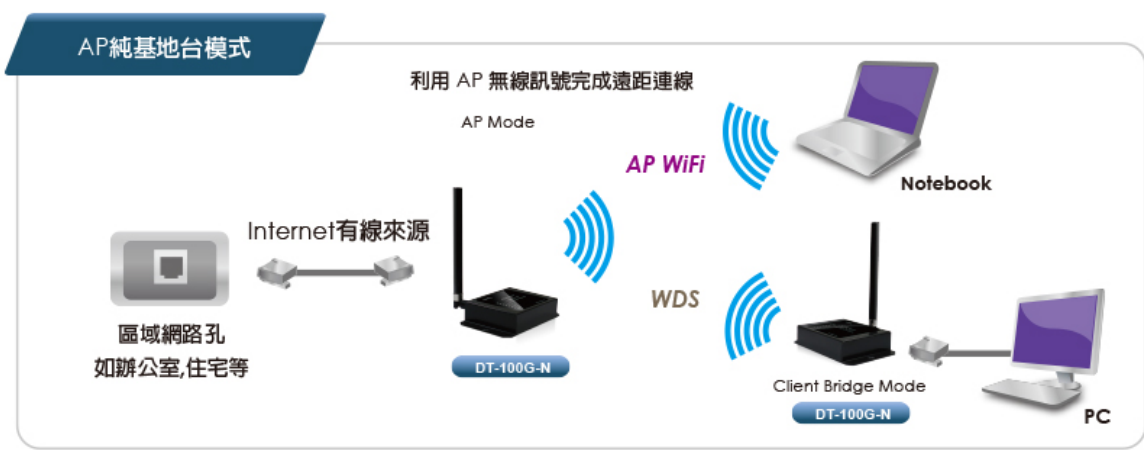 AP純基地台模式
利用 AP 無線訊號完成遠距連線
AP Mode
AP WiFi
Notebook
Internet有線來源
區域網路孔
如辦公室,住宅等
DT-100G-N
WDS
Client Bridge Mode
DT-100G-N
PC